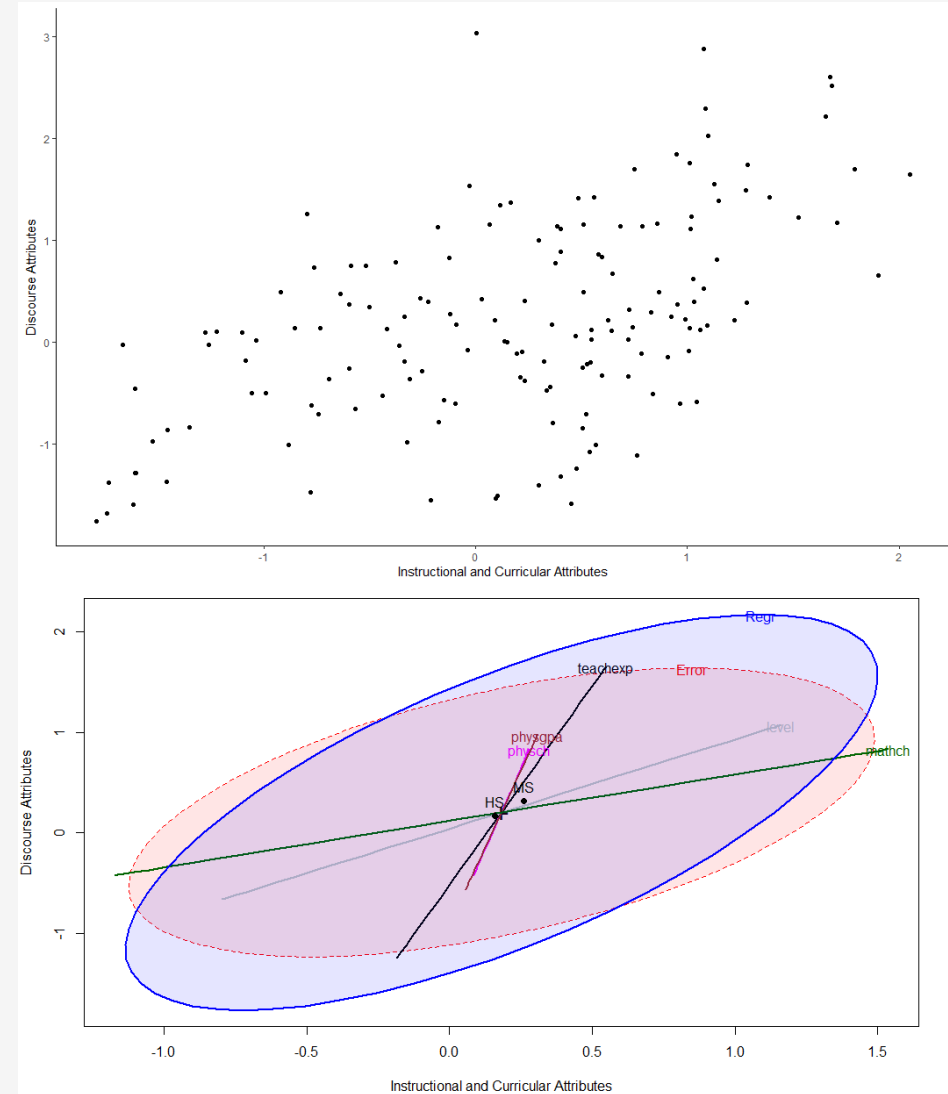 3
2
1
0
-1
Discourse Attributes
-1
0
1
2
Instructional and Curricular Attributes
2
1
0
-1
Discourse Attributes
Regr
teachexp
Error
level
physgpa
physch
mathch
MS
HS
-1.0
-0.5
0.0
0.5
1.0
1.5
Instructional and Curricular Attributes